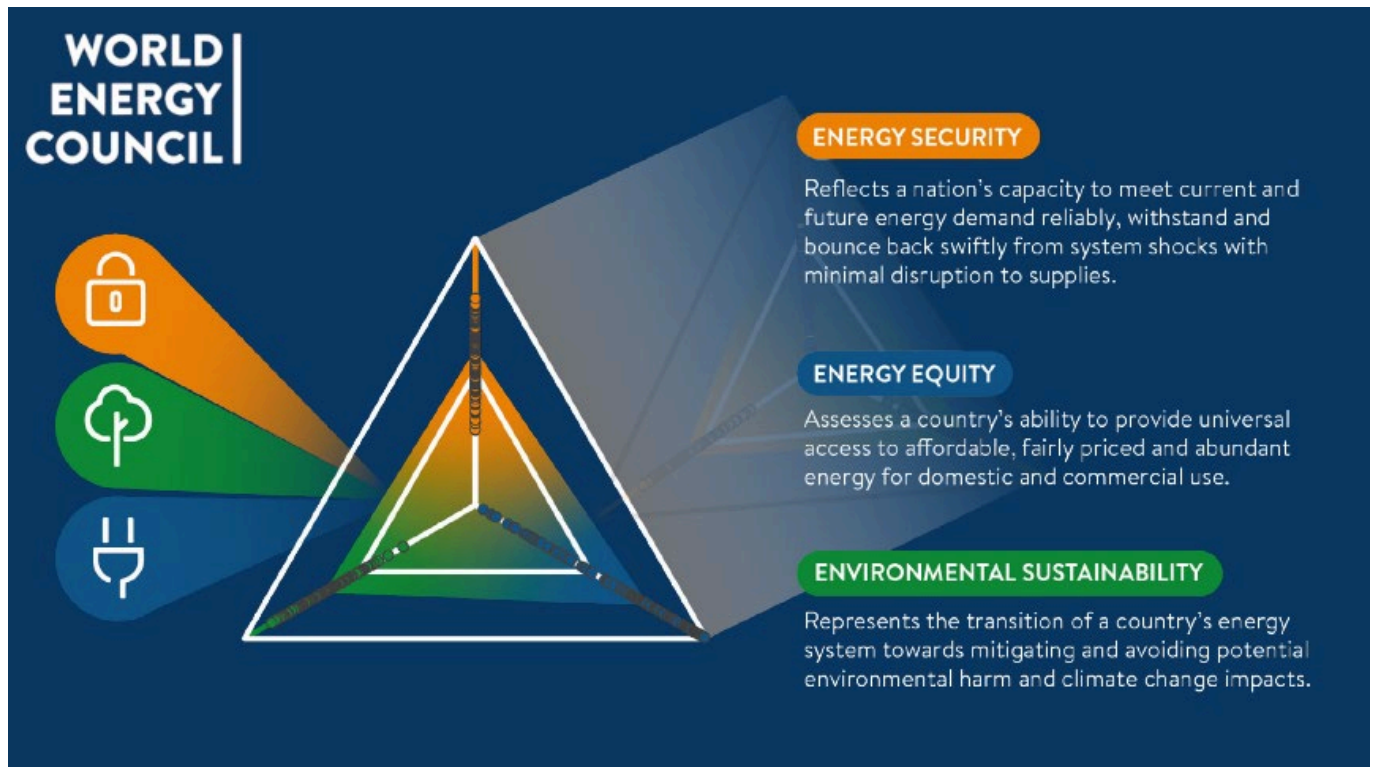 WORLD
ENERGY
COUNCIL
ENERGY SECURITY
Reflects a nation's capacity to meet current and
future energy demand reliably, withstand and
bounce back swiftly from system shocks with
minimal disruption to supplies.
ENERGY EQUITY
Assesses a country's ability to provide universal
access to affordable, fairly priced and abundant
energy for domestic and commercial use.
ENVIRONMENTAL SUSTAINABILITY
Represents the transition of a country's energy
system towards mitigating and avoiding potential
environmental harm and climate change impacts.